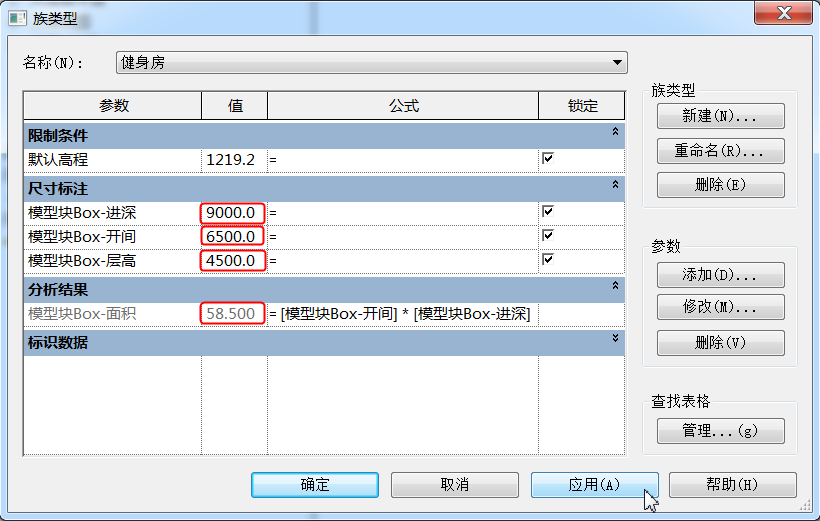 族类型
名称(N): 健身房
参数 值 公式 锁定
限制条件
默认高程 1219.2 =
尺寸标注
模型块Box-进深 9000.0 =
模型块Box-开间 6500.0 =
模型块Box-层高 4500.0 =
分析结果
模型块Box-面积 58.500 = [模型块Box-开间] * [模型块Box-进深]
标识数据
族类型
新建(N)...
重命名(R)...
删除(E)
参数
添加(D)...
修改(M)...
删除(V)
查找表格
管理...(g)
确定 取消 应用(A) 帮助(H)